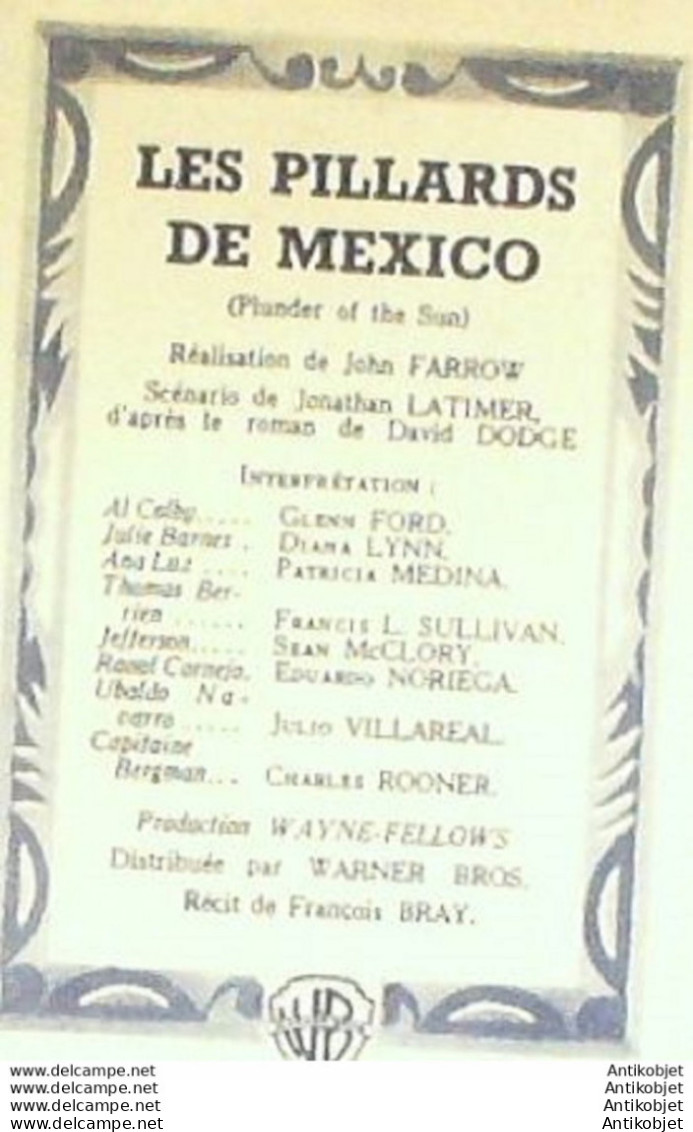 LES PILLARDS
DE MEXICO
(Plunder of the Sun)
Réalisation de John FARROW
Scénario de Jonathan LATIMER,
d'après le roman de David DODGE
INTERPRÉTATION :
Al Colby..... GLENN FORD.
Julie Barnes . DIANA LYNN.
Ana Luz .... PATRICIA MEDINA.
Thomas Ber-
rien ...... FRANCIS L. SULLIVAN.
Jefferson..... SEAN McCLORY.
Raoul Cornejo. EDUARDO NORIEGA.
Ubaldo Na-
varro ..... JULIO VILLAREAL.
Capitaine
Bergman... CHARLES ROONER.
Production WAYNE-FELLOWS
Distribuée par WARNER BROS.
Récit de François BRAY.
WB
www.delcampe.net Antikobjet
www.delcampe.net Antikobjet
www.delcampe.net Antikobjet
www.delcampe.net Antikobjet